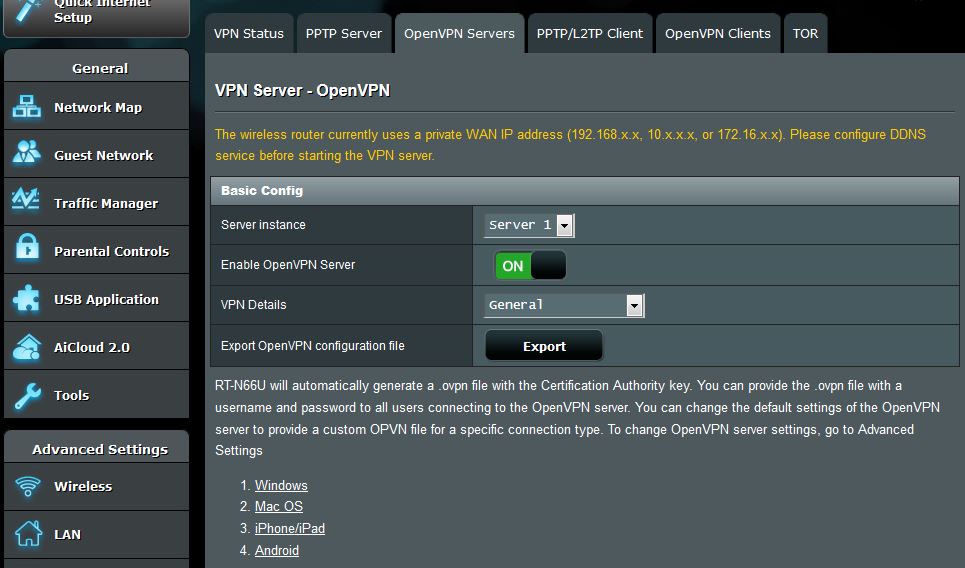 Quick Internet
Setup
General
Network Map
Guest Network
Traffic Manager
Parental Controls
USB Application
AiCloud 2.0
Tools
Advanced Settings
Wireless
LAN
VPN Status
PPTP Server
OpenVPN Servers
PPTP/L2TP Client
OpenVPN Clients
TOR
VPN Server - OpenVPN
The wireless router currently uses a private WAN IP address (192.168.x.x, 10.x.x.x, or 172.16.x.x). Please configure DDNS
service before starting the VPN server.
Basic Config
Server instance
Server 1
Enable OpenVPN Server
ON
VPN Details
General
Export OpenVPN configuration file
Export
RT-N66U will automatically generate a .ovpn file with the Certification Authority key. You can provide the .ovpn file with a
username and password to all users connecting to the OpenVPN server. You can change the default settings of the OpenVPN
server to provide a custom OPVN file for a specific connection type. To change OpenVPN server settings, go to Advanced
Settings
1. Windows
2. Mac OS
3. iPhone/iPad
4. Android